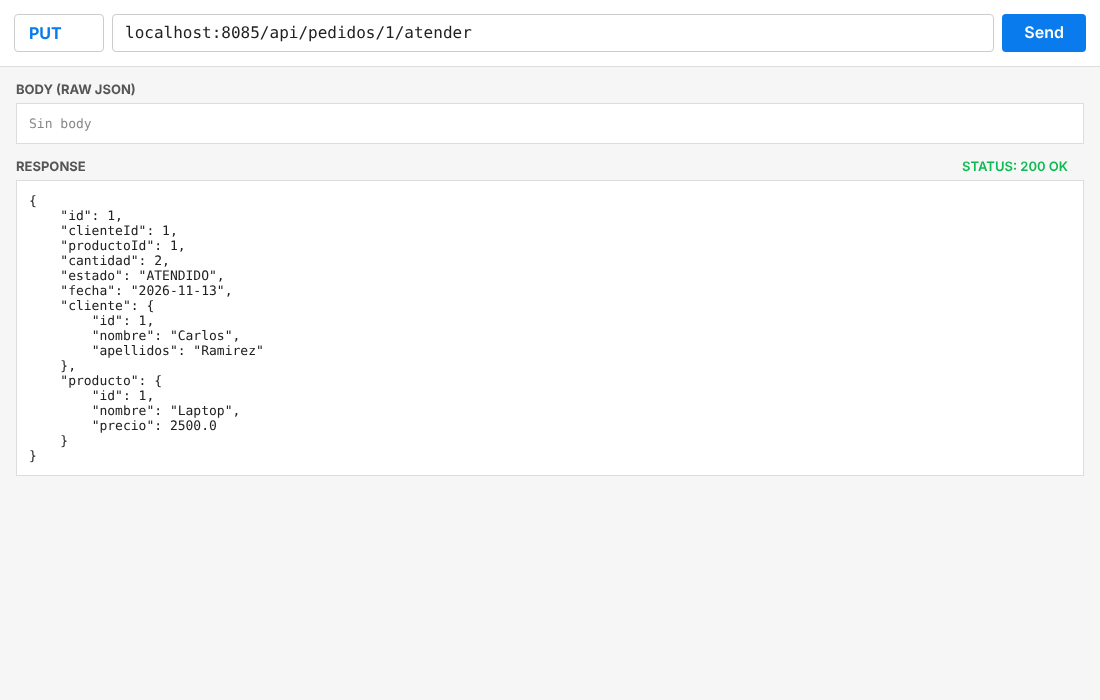 PUT
localhost:8085/api/pedidos/1/atender
Send
BODY (RAW JSON)
Sin body
RESPONSE
STATUS: 200 OK
{
    "id": 1,
    "clienteId": 1,
    "productoId": 1,
    "cantidad": 2,
    "estado": "ATENDIDO",
    "fecha": "2026-11-13",
    "cliente": {
        "id": 1,
        "nombre": "Carlos",
        "apellidos": "Ramirez"
    },
    "producto": {
        "id": 1,
        "nombre": "Laptop",
        "precio": 2500.0
    }
}